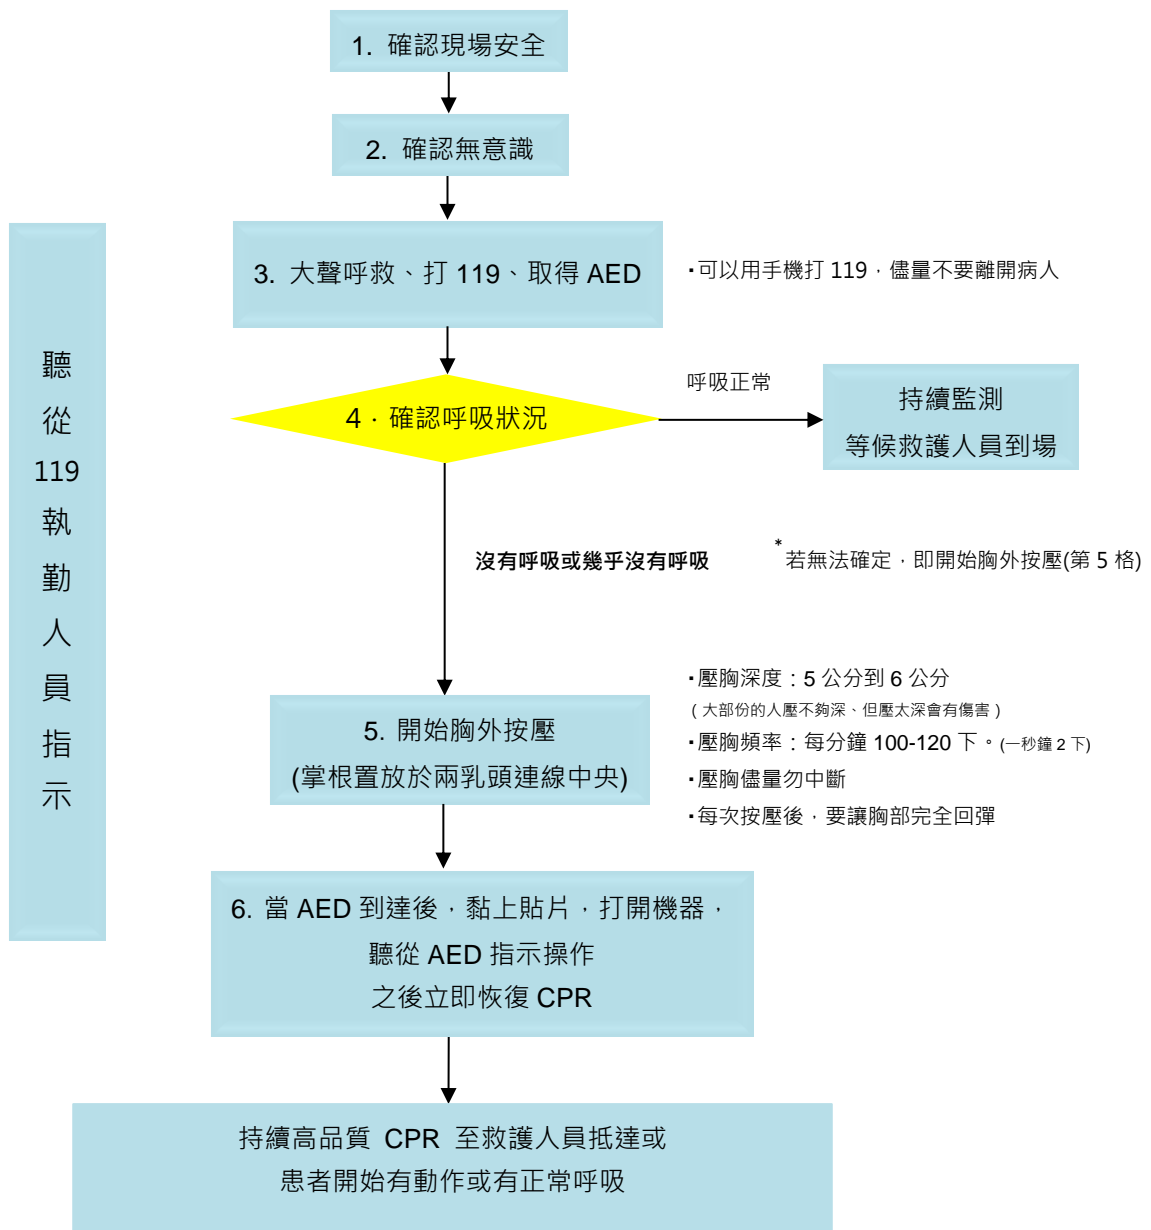 1. 確認現場安全
2. 確認無意識
3. 大聲呼救、打 119、取得 AED
▪可以用手機打 119，儘量不要離開病人
聽
從
119
執
勤
人
員
指
示
4．確認呼吸狀況
呼吸正常
持續監測
等候救護人員到場
沒有呼吸或幾乎沒有呼吸
*若無法確定，即開始胸外按壓(第 5 格)
5. 開始胸外按壓
(掌根置放於兩乳頭連線中央)
▪壓胸深度：5 公分到 6 公分
（大部份的人壓不夠深、但壓太深會有傷害）
▪壓胸頻率：每分鐘 100-120 下。(一秒鐘 2 下)
▪壓胸儘量勿中斷
▪每次按壓後，要讓胸部完全回彈
6. 當 AED 到達後，黏上貼片，打開機器，
聽從 AED 指示操作
之後立即恢復 CPR
持續高品質 CPR 至救護人員抵達或
患者開始有動作或有正常呼吸